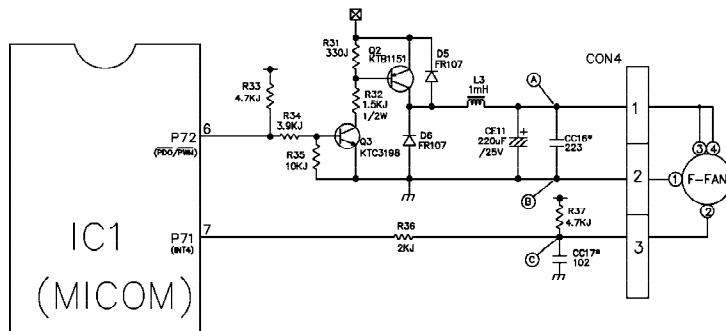 R31
330J
Q2
KTB1151
D5
FR107
L3
1mH
A
CON4
R33
4.7KJ
R32
1.5KJ
1/2W
1
6
P72
(PDO/PWM)
R34
3.9KJ
Q3
KTC3198
D6
FR107
CE11
220uF
/25V
CC16*
223
3
4
R35
10KJ
2
1
F-FAN
B
2
R37
4.7KJ
P71
(INT4)
7
R36
2KJ
C
CC17*
102
3
IC1
(MICOM)